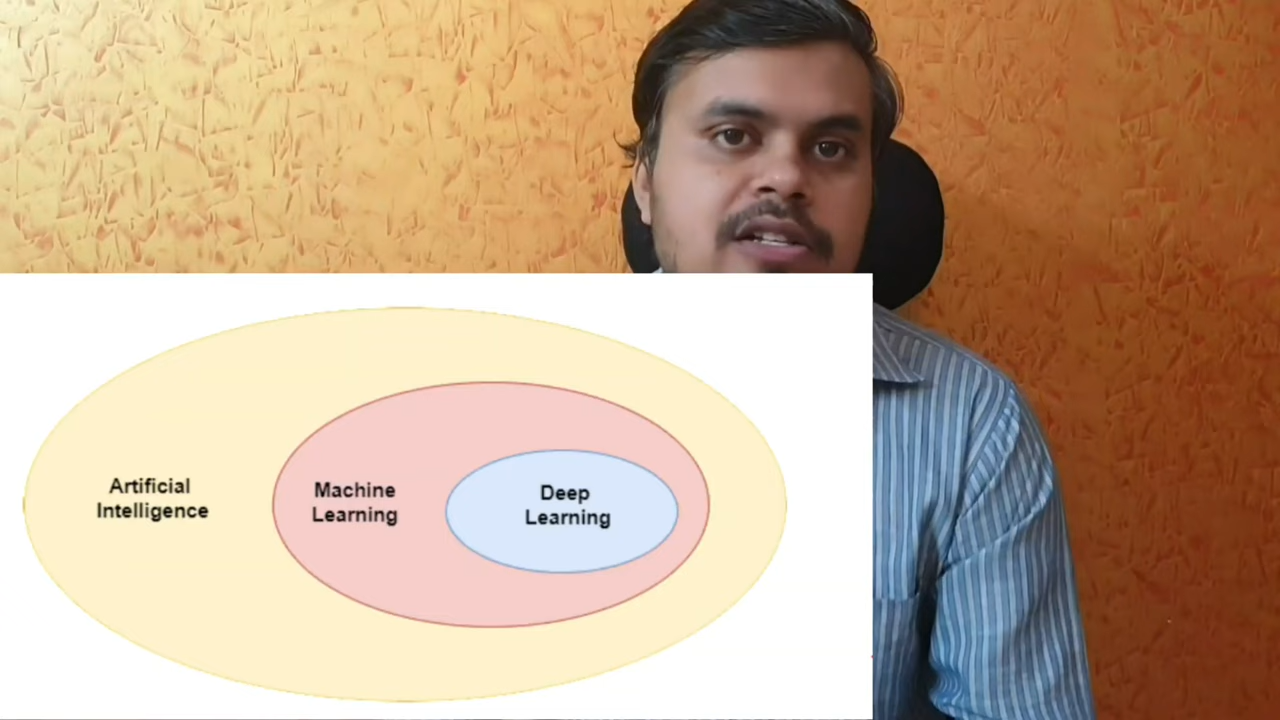 Artificial
Intelligence
Machine
Learning
Deep
Learning